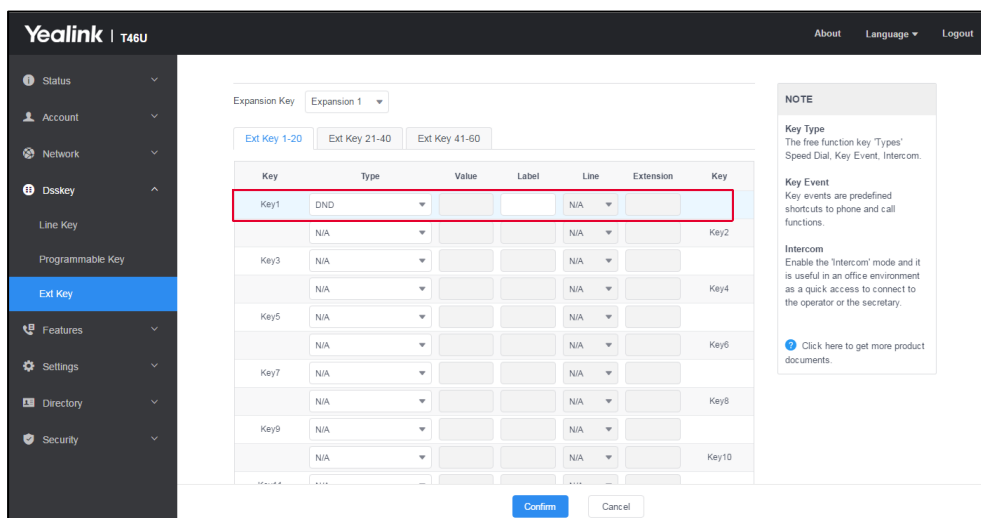 Yealink | T46U
About Language Logout
Status
Account
Network
Dsskey
Line Key
Programmable Key
Ext Key
Features
Settings
Directory
Security
Expansion Key Expansion 1
Ext Key 1-20 Ext Key 21-40 Ext Key 41-60
Key Type Value Label Line Extension Key
Key1 DND N/A
N/A N/A Key2
Key3 N/A N/A
N/A N/A Key4
Key5 N/A N/A
N/A N/A Key6
Key7 N/A N/A
N/A N/A Key8
Key9 N/A N/A
N/A N/A Key10
Confirm Cancel
NOTE
Key Type
The free function key 'Types'
Speed Dial, Key Event, Intercom.
Key Event
Key events are predefined
shortcuts to phone and call
functions.
Intercom
Enable the 'Intercom' mode and it
is useful in an office environment
as a quick access to connect to
the operator or the secretary.
Click here to get more product
documents.